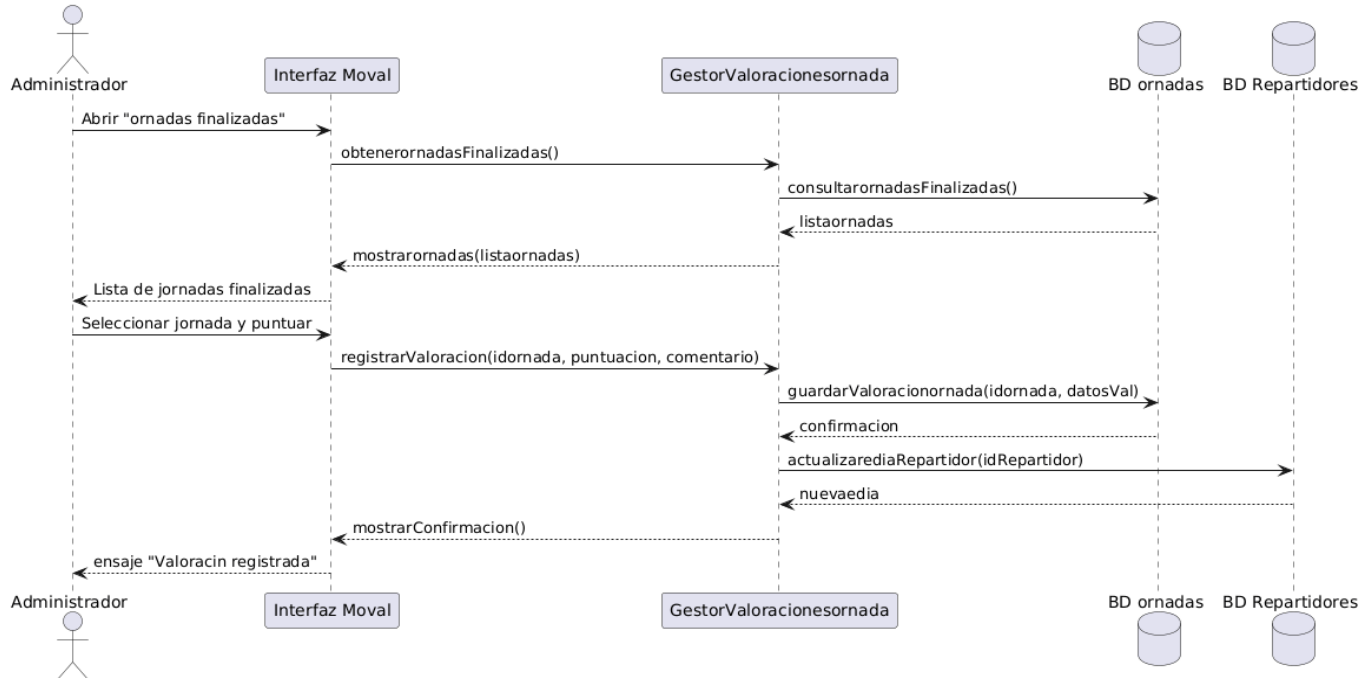 Administrador
Interfaz Moval
GestorValoracionesornada
BD ornadas
BD Repartidores
Abrir "ornadas finalizadas"
obtenerornadasFinalizadas()
consultarornadasFinalizadas()
listaornadas
mostrarornadas(listaornadas)
Lista de jornadas finalizadas
Seleccionar jornada y puntuar
registrarValoracion(idornada, puntuacion, comentario)
guardarValoracionornada(idornada, datosVal)
confirmacion
actualizarediaRepartidor(idRepartidor)
nuevaedia
mostrarConfirmacion()
ensaje "Valoracin registrada"
Administrador
Interfaz Moval
GestorValoracionesornada
BD ornadas
BD Repartidores